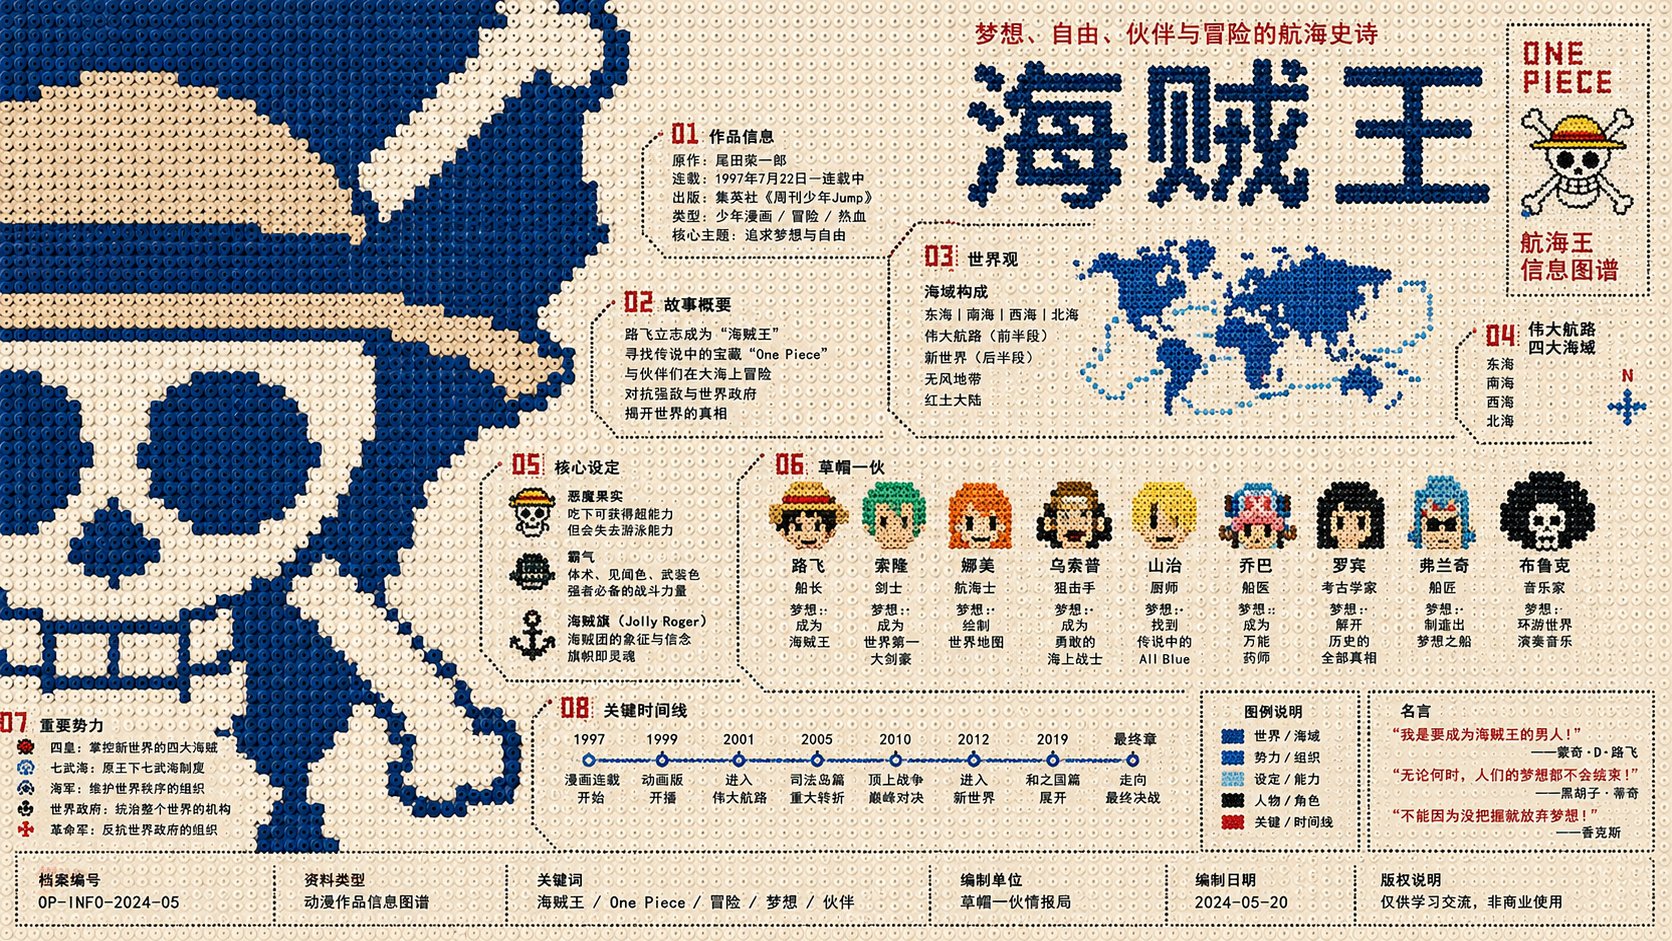 梦想、自由、伙伴与冒险的航海史诗
海贼王
ONE
PIECE
航海王
信息图谱
01 作品信息
原作：尾田荣一郎
连载：1997年7月22日—连载中
出版：集英社《周刊少年Jump》
类型：少年漫画 / 冒险 / 热血
核心主题：追求梦想与自由
02 故事概要
路飞立志成为“海贼王”
寻找传说中的宝藏“One Piece”
与伙伴们在大海上冒险
对抗强敌与世界政府
揭开世界的真相
03 世界观
海域构成
东海 | 南海 | 西海 | 北海
伟大航路（前半段）
新世界（后半段）
无风地带
红土大陆
04 伟大航路
四大海域
东海
南海
西海
北海
N
05 核心设定
恶魔果实
吃下可获得超能力
但会失去游泳能力
霸气
体术、见闻色、武装色
强者必备的战斗力量
海贼旗（Jolly Roger）
海贼团的象征与信念
旗帜即灵魂
06 草帽一伙
路飞
船长
梦想：
成为
海贼王
索隆
剑士
梦想：
成为
世界第一
大剑豪
娜美
航海士
梦想：
绘制
世界地图
乌索普
狙击手
梦想：
成为
勇敢的
海上战士
山治
厨师
梦想：
找到
传说中的
All Blue
乔巴
船医
梦想：
成为
万能
药师
罗宾
考古学家
梦想：
解开
历史的
全部真相
弗兰奇
船匠
梦想：
制造出
梦想之船
布鲁克
音乐家
梦想：
环游世界
演奏音乐
07 重要势力
四皇：掌控新世界的四大海贼
七武海：原王下七武海制度
海军：维护世界秩序的组织
世界政府：统治整个世界的机构
革命军：反抗世界政府的组织
08 关键时间线
1997
漫画连载
开始
1999
动画版
开播
2001
进入
伟大航路
2005
司法岛篇
重大转折
2010
顶上战争
巅峰对决
2012
进入
新世界
2019
和之国篇
展开
最终章
走向
最终决战
图例说明
世界 / 海域
势力 / 组织
设定 / 能力
人物 / 角色
关键 / 时间线
名言
“我是要成为海贼王的男人！”
——蒙奇·D·路飞
“无论何时，人们的梦想都不会结束！”
——黑胡子·蒂奇
“不能因为没把握就放弃梦想！”
——香克斯
档案编号
OP-INFO-2024-05
资料类型
动漫作品信息图谱
关键词
海贼王 / One Piece / 冒险 / 梦想 / 伙伴
编制单位
草帽一伙情报局
编制日期
2024-05-20
版权说明
仅供学习交流，非商业使用